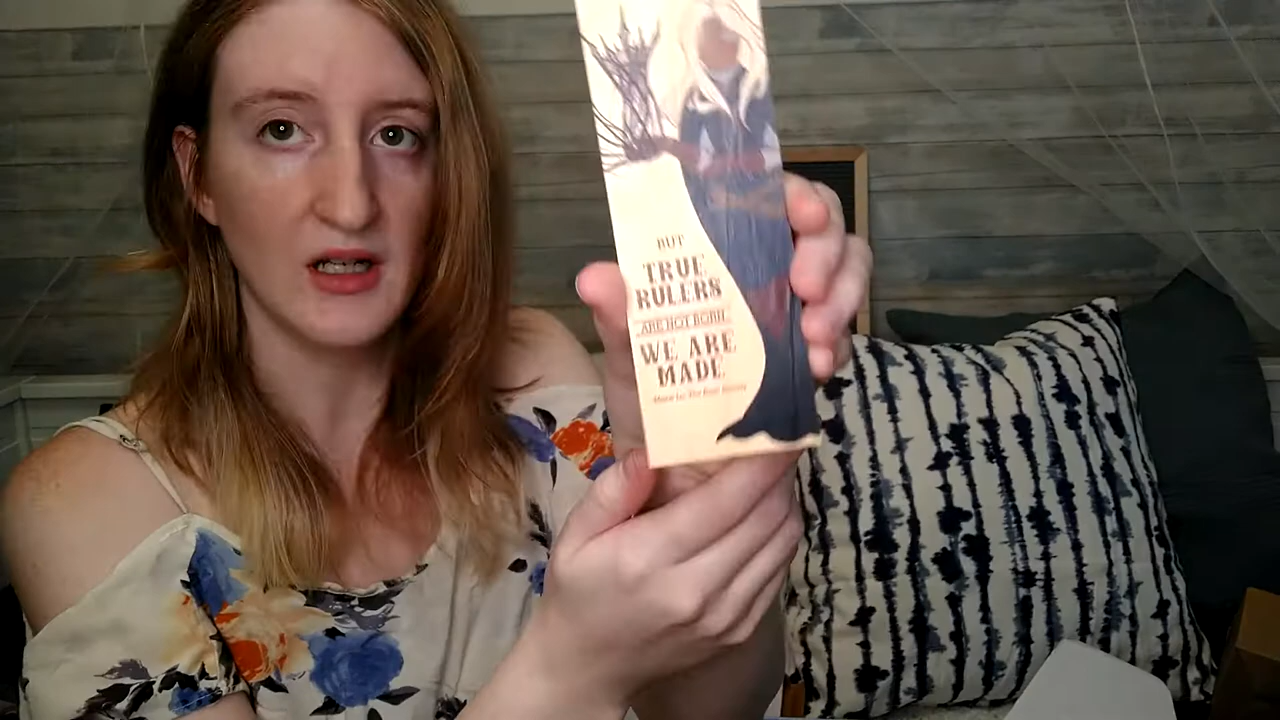 BUT
TRUE
RULERS
ARE NOT BORN.
WE ARE
MADE